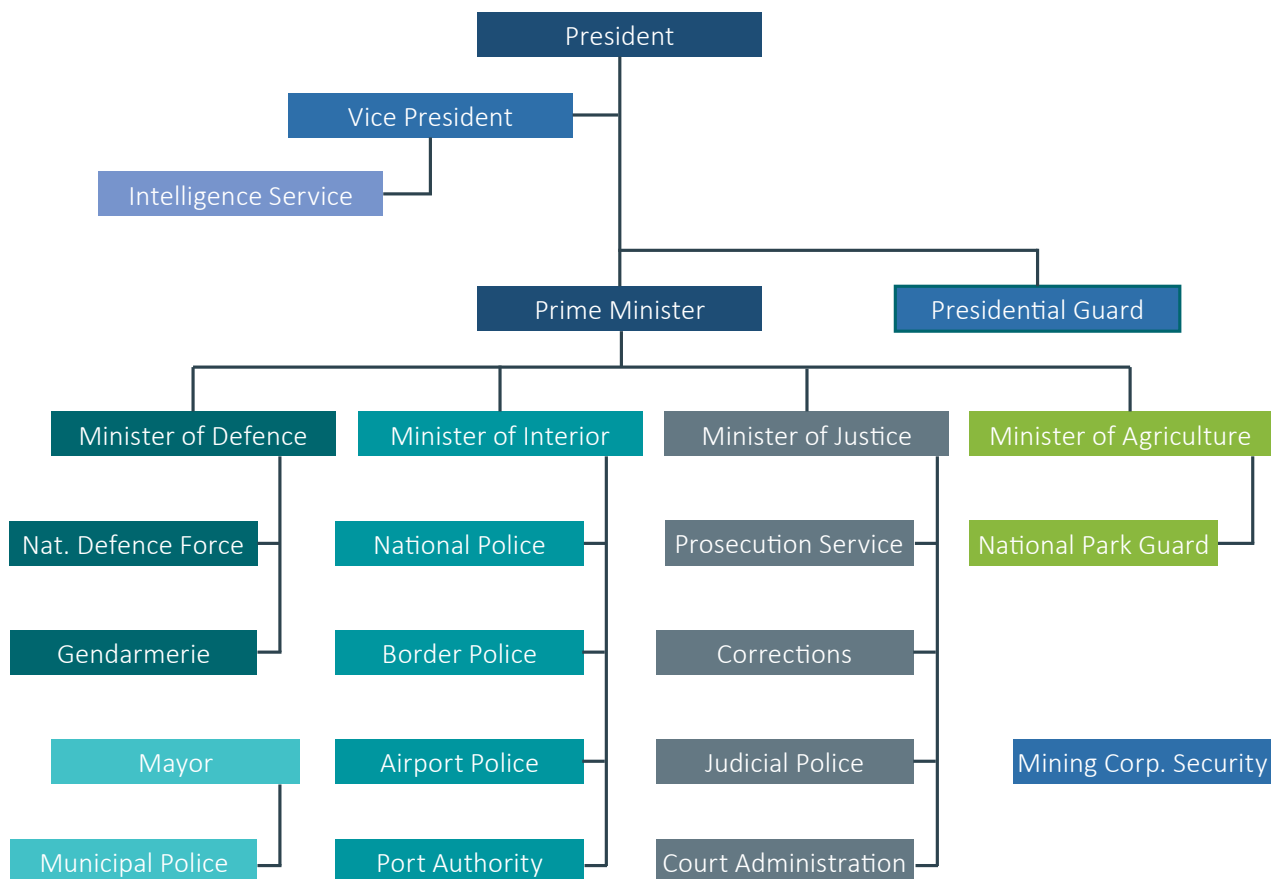 President
Vice President
Intelligence Service
Prime Minister
Presidential Guard
Minister of Defence
Minister of Interior
Minister of Justice
Minister of Agriculture
Nat. Defence Force
National Police
Prosecution Service
National Park Guard
Gendarmerie
Border Police
Corrections
Mayor
Airport Police
Judicial Police
Mining Corp. Security
Municipal Police
Port Authority
Court Administration